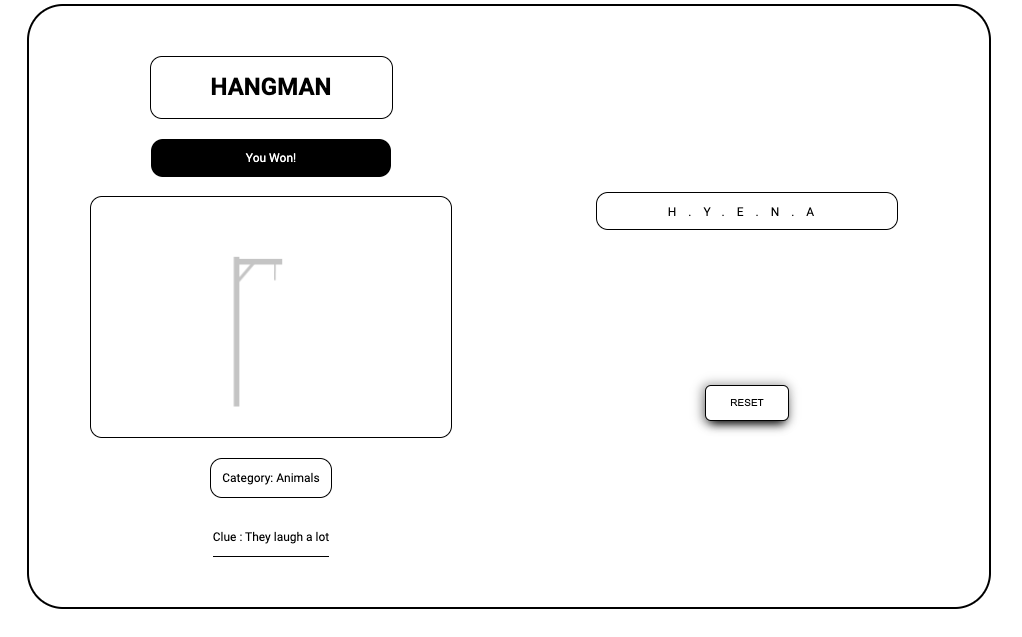 HANGMAN
You Won!
H . Y . E . N . A
RESET
Category: Animals
Clue : They laugh a lot